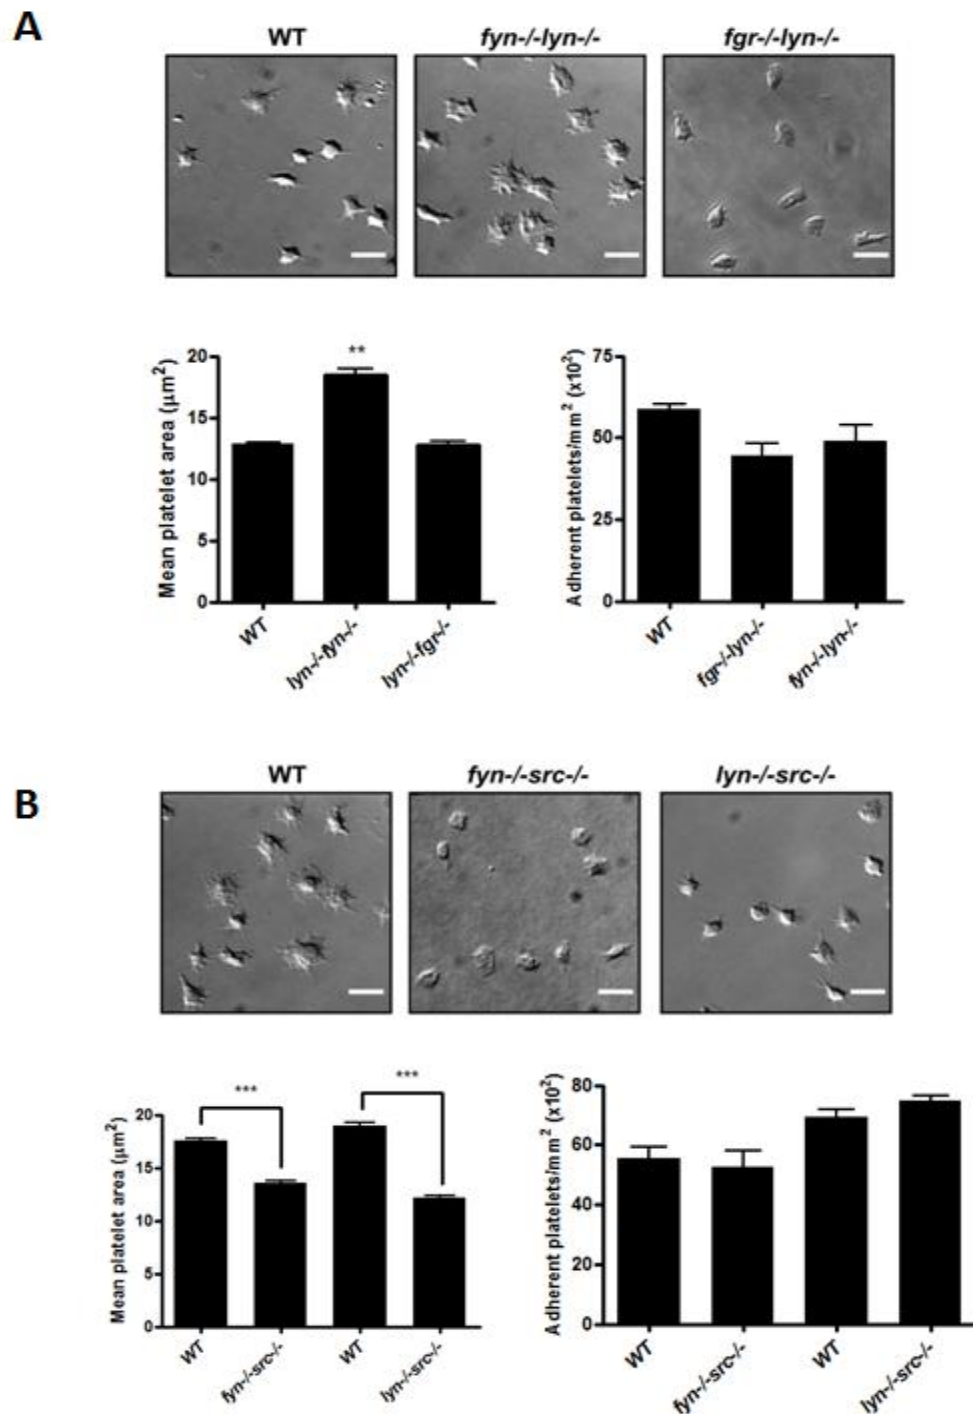 A
WT
fyn-/-lyn-/-
fgr-/-lyn-/-
Mean platelet area (µm²)
20
15
10
5
0
**
WT
lyn-/-fyn-/-
lyn-/-fgr-/-
Adherent platelets/mm² (x10²)
75
50
25
0
WT
fgr-/-lyn-/-
fyn-/-lyn-/-
B
WT
fyn-/-src-/-
lyn-/-src-/-
Mean platelet area (µm²)
20
15
10
5
0
***
***
WT
fyn-/-src-/-
WT
lyn-/-src-/-
Adherent platelets/mm² (x10²)
80
60
40
20
0
WT
fyn-/-src-/-
WT
lyn-/-src-/-